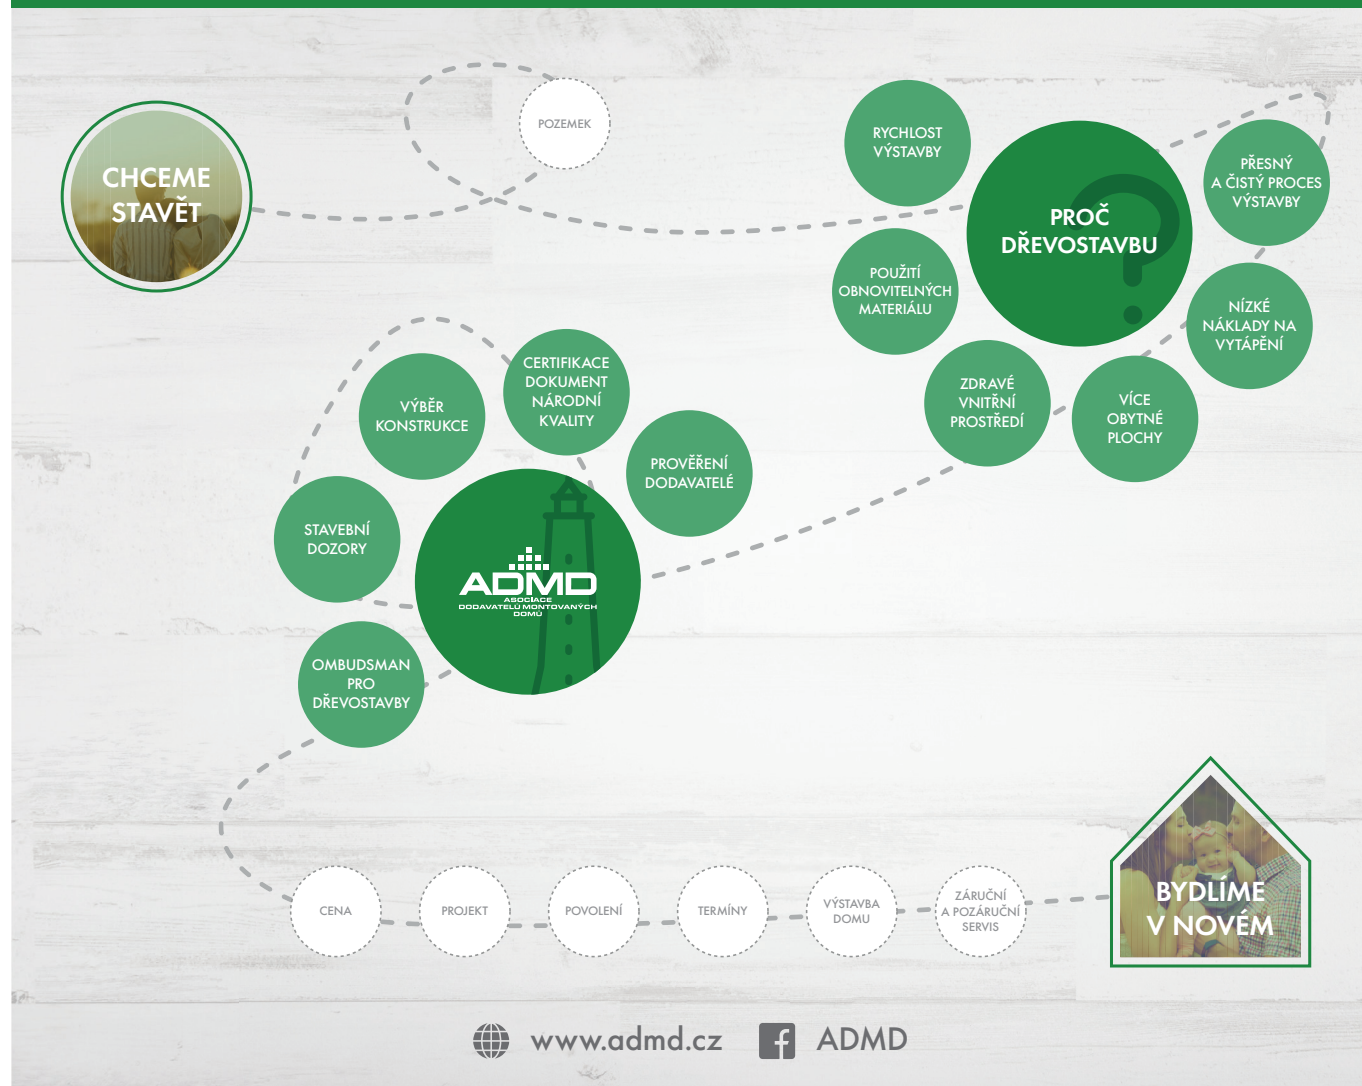 CHCEME
STAVĚT
POZEMEK
RYCHLOST
VÝSTAVBY
PROČ
DŘEVOSTAVBU
PŘESNÝ
A ČISTÝ PROCES
VÝSTAVBY
POUŽITÍ
OBNOVITELNÝCH
MATERIÁLU
NÍZKÉ
NÁKLADY NA
VYTÁPĚNÍ
ZDRAVÉ
VNITŘNÍ
PROSTŘEDÍ
VÍCE
OBYTNÉ
PLOCHY
CERTIFIKACE
DOKUMENT
NÁRODNÍ
KVALITY
VÝBĚR
KONSTRUKCE
PROVĚŘENÍ
DODAVATELÉ
STAVEBNÍ
DOZORY
ADMD
ASOCIACE
DODAVATELŮ MONTOVANÝCH
DOMŮ
OMBUDSMAN
PRO
DŘEVOSTAVBY
CENA
PROJEKT
POVOLENÍ
TERMÍNY
VÝSTAVBA
DOMU
ZÁRUČNÍ
A POZÁRUČNÍ
SERVIS
BYDLÍME
V NOVÉM
www.admd.cz
ADMD